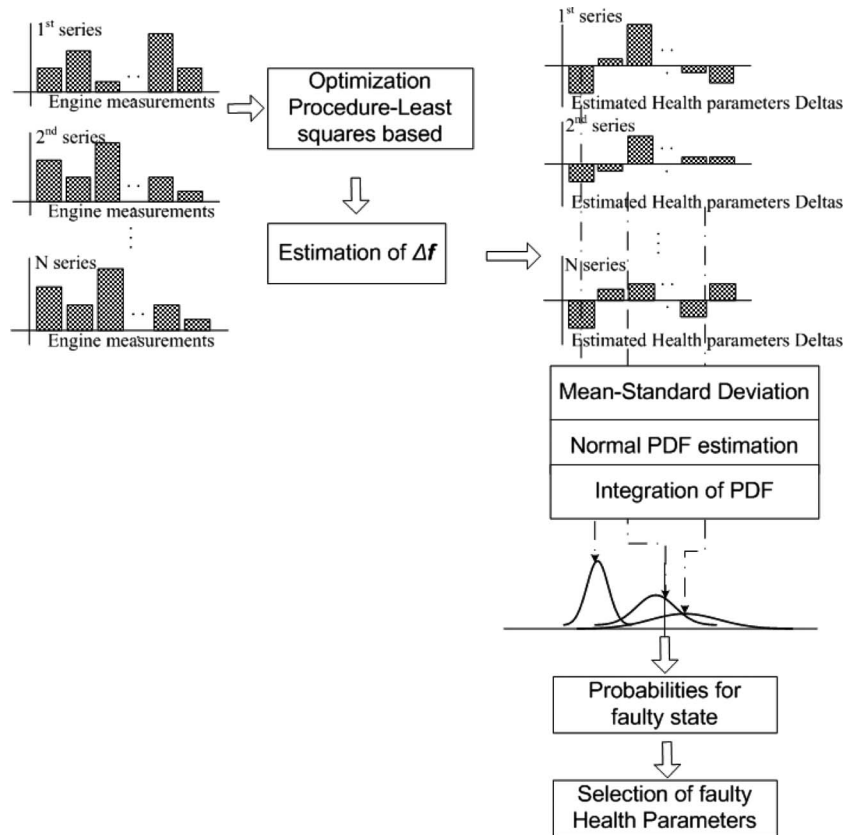 1st series
Engine measurements
2nd series
Engine measurements
N series
Engine measurements
Optimization
Procedure-Least
squares based
Estimation of Δf
1st series
Estimated Health parameters Deltas
2nd series
Estimated Health parameters Deltas
N series
Estimated Health parameters Deltas
Mean-Standard Deviation
Normal PDF estimation
Integration of PDF
Probabilities for
faulty state
Selection of faulty
Health Parameters